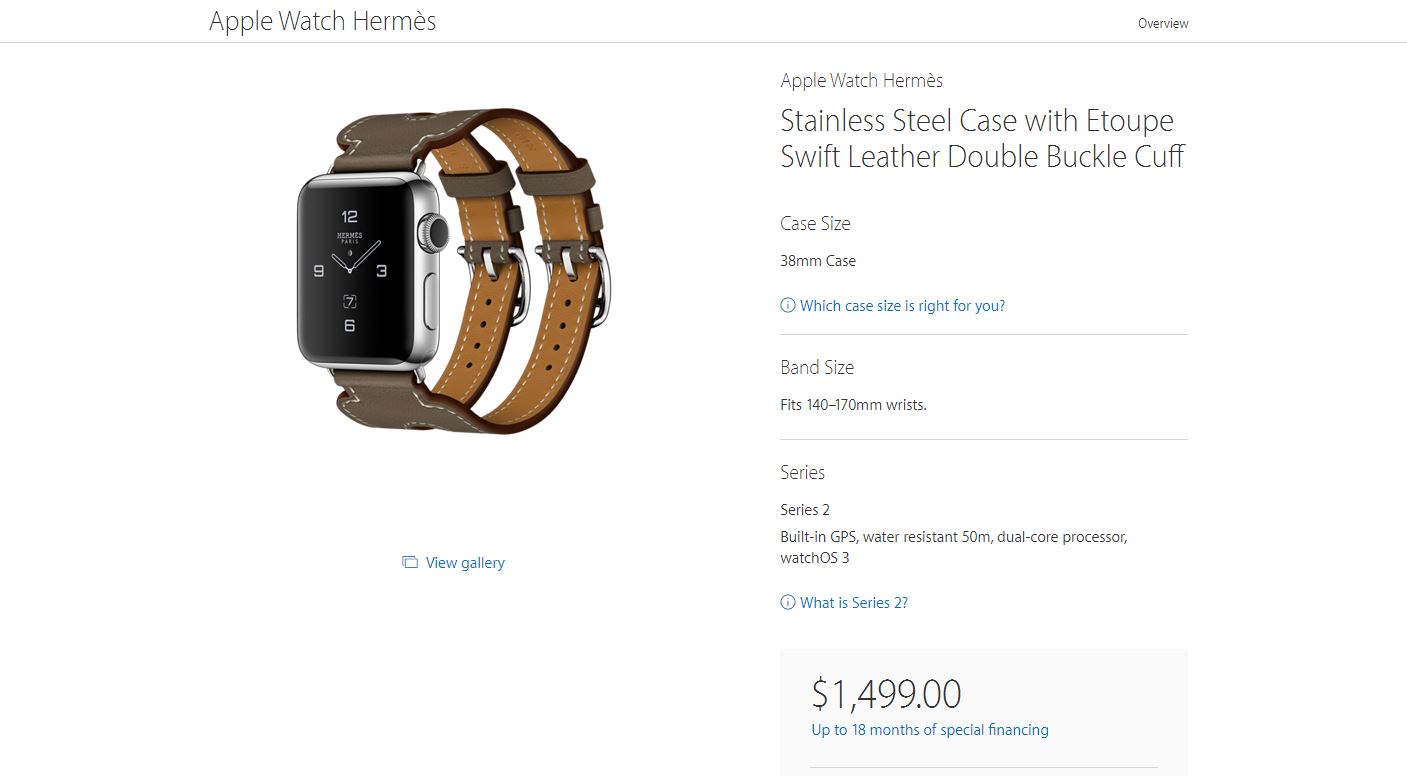 Apple Watch Hermès
Overview
Apple Watch Hermès
Stainless Steel Case with Etoupe
Swift Leather Double Buckle Cuff
Case Size
38mm Case
Which case size is right for you?
Band Size
Fits 140–170mm wrists.
Series
Series 2
Built-in GPS, water resistant 50m, dual-core processor,
watchOS 3
What is Series 2?
$1,499.00
Up to 18 months of special financing
12
HERMÈS
PARIS
9
3
7
6
View gallery